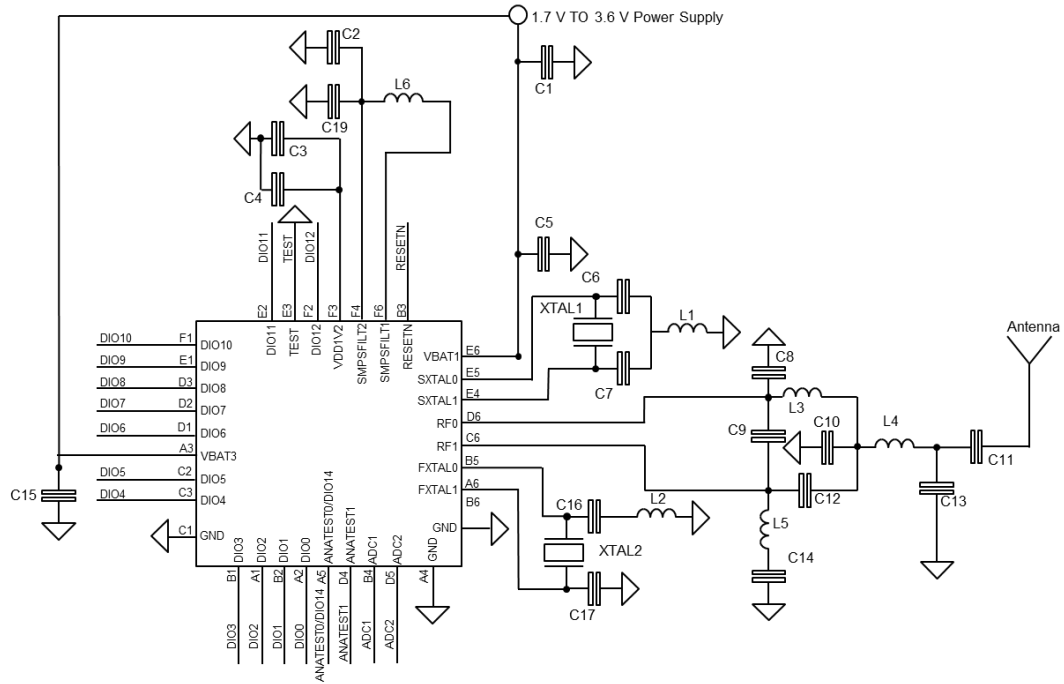 1.7 V TO 3.6 V Power Supply
C2
C1
L6
C19
C3
C4
DIO11
TEST
DIO12
RESETN
C5
C6
XTAL1
L1
C7
E2
E3
F2
F3
F4
F6
B3
DIO11
TEST
DIO12
VDD1V2
SMPSFILT2
SMPSFILT1
RESETN
Antenna
DIO10
F1
DIO10
DIO9
E1
DIO9
DIO8
D3
DIO8
DIO7
D2
DIO7
DIO6
D1
DIO6
A3
VBAT3
DIO5
C2
DIO5
DIO4
C3
DIO4
C15
C1
GND
VBAT1
E6
SXTAL0
E5
SXTAL1
E4
RF0
D6
RF1
C6
FXTAL0
B5
FXTAL1
A6
B6
GND
C8
L3
C9
C10
L4
C11
C12
C13
L5
C14
C16
L2
XTAL2
C17
DIO3
DIO2
DIO1
DIO0
ANATEST0/DIO14
ANATEST1
ADC1
ADC2
GND
B1
A1
B2
A2
A5
D4
B4
D5
A4
DIO3
DIO2
DIO1
DIO0
ANATEST0/DIO14
ANATEST1
ADC1
ADC2